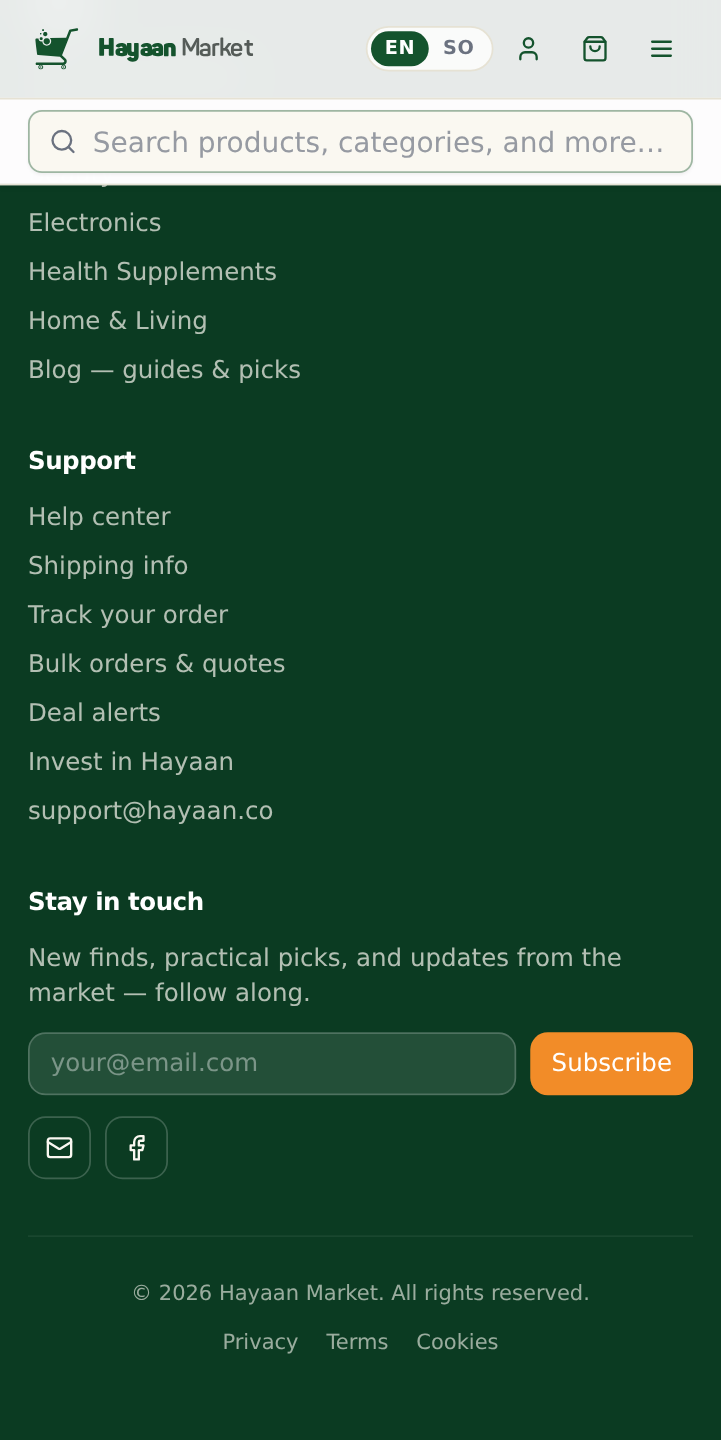 Hayaan Market
EN SO
Search products, categories, and more...
Electronics
Health Supplements
Home & Living
Blog — guides & picks
Support
Help center
Shipping info
Track your order
Bulk orders & quotes
Deal alerts
Invest in Hayaan
support@hayaan.co
Stay in touch
New finds, practical picks, and updates from the
market — follow along.
your@email.com Subscribe
© 2026 Hayaan Market. All rights reserved.
Privacy Terms Cookies